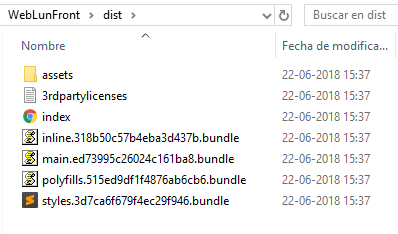 WebLunFront > dist > Buscar en dist
Nombre Fecha de modifica...
assets 22-06-2018 15:37
3rdpartylicenses 22-06-2018 15:37
index 22-06-2018 15:37
inline.318b50c57b4eba3d437b.bundle 22-06-2018 15:37
main.ed73995c26024c161ba8.bundle 22-06-2018 15:37
polyfills.515ed9df1f4876ab6cb6.bundle 22-06-2018 15:37
styles.3d7ca6f679f4ec29f946.bundle 22-06-2018 15:37